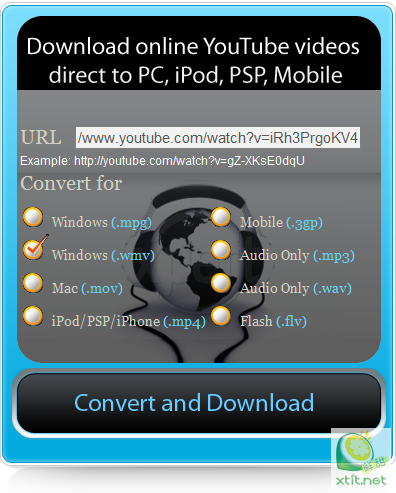 Download online YouTube videos
direct to PC, iPod, PSP, Mobile
URL /www.youtube.com/watch?v=iRh3PrgoKV4
Example: http://youtube.com/watch?v=gZ-XKsE0dqU
Convert for
Windows (.mpg) Mobile (.3gp)
Windows (.wmv) Audio Only (.mp3)
Mac (.mov) Audio Only (.wav)
iPod/PSP/iPhone (.mp4) Flash (.flv)
Convert and Download
xtit.net